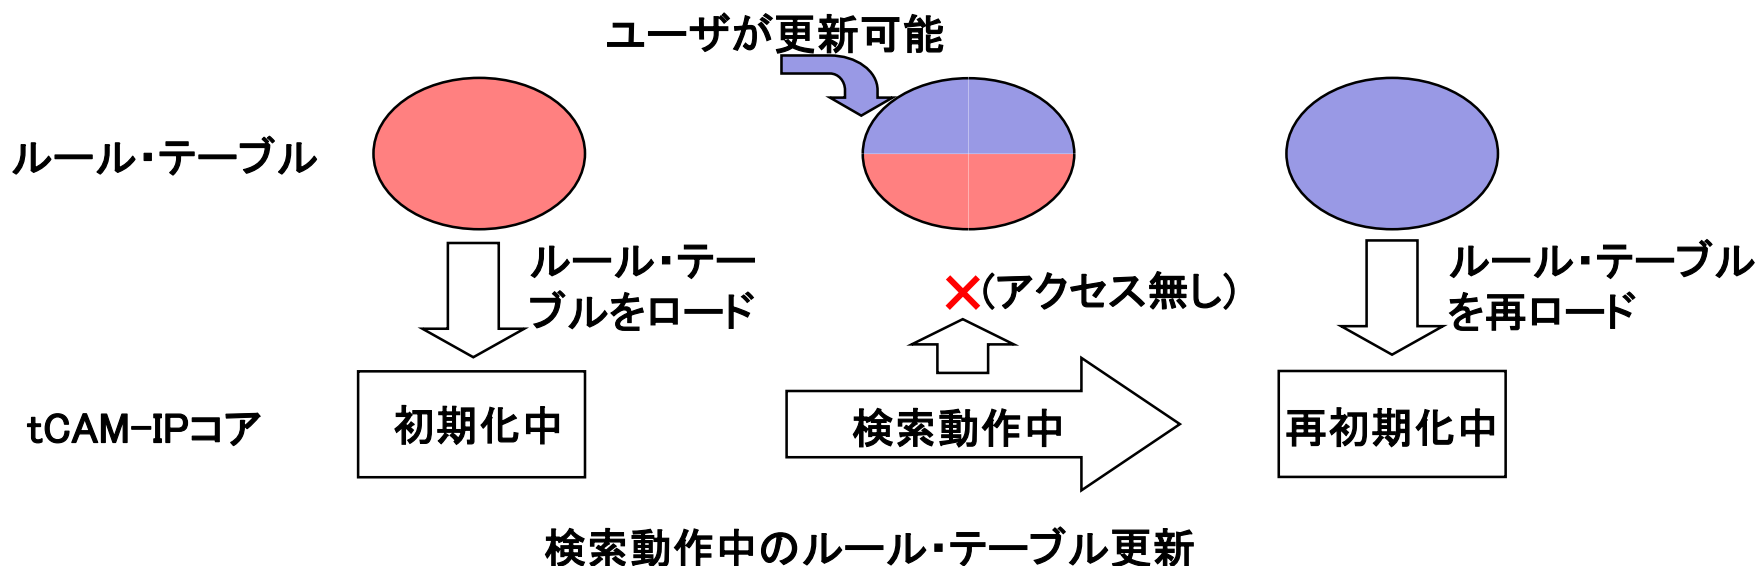 ユーザが更新可能
ルール・テーブル
ルール・テー
ブルをロード
×(アクセス無し)
ルール・テーブル
を再ロード
tCAM-IPコア
初期化中
検索動作中
再初期化中
検索動作中のルール・テーブル更新